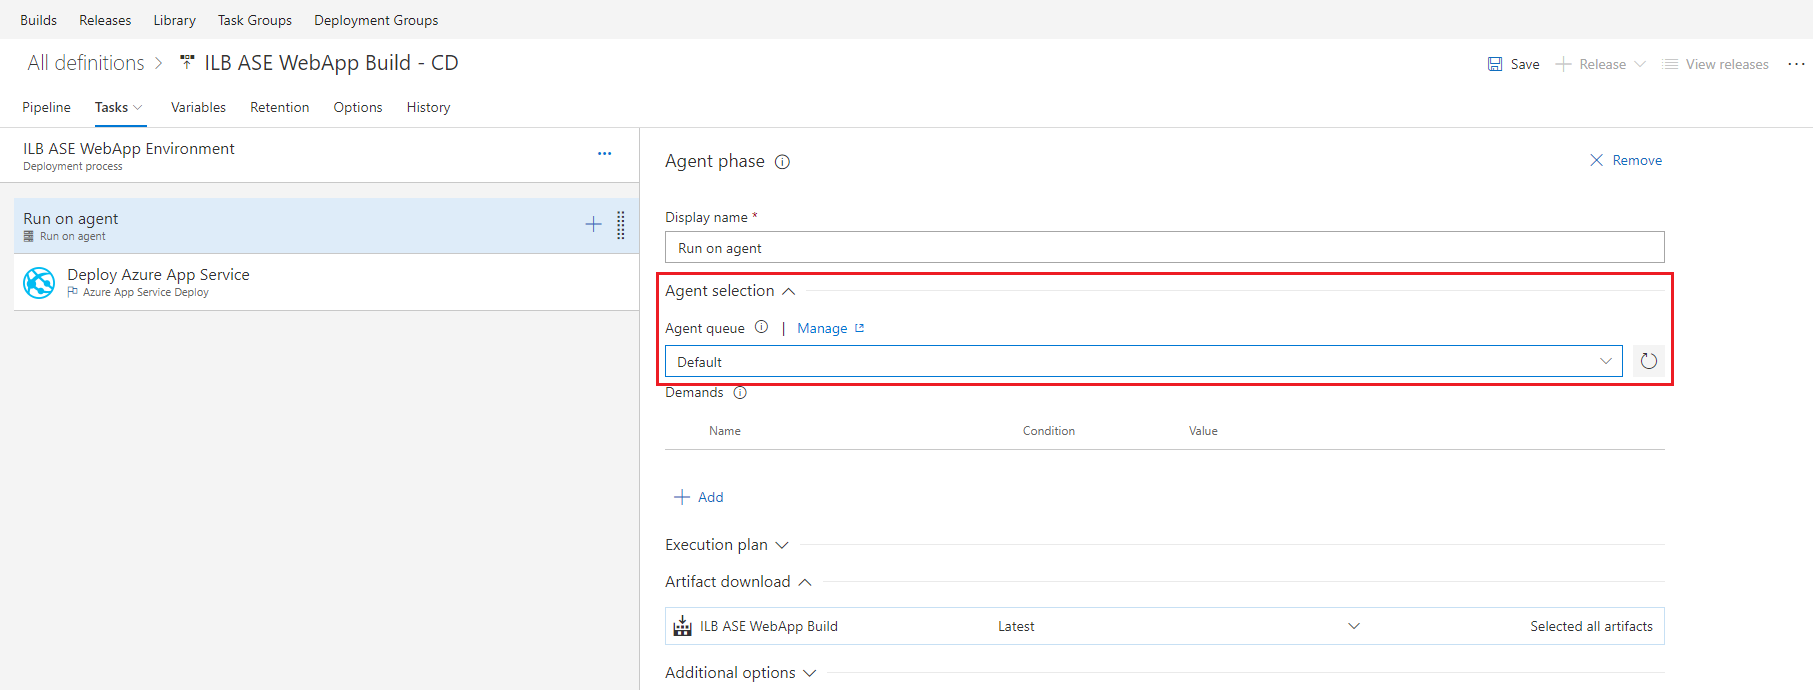 Builds Releases Library Task Groups Deployment Groups
All definitions > ILB ASE WebApp Build - CD
Save Release View releases ...
Pipeline Tasks Variables Retention Options History
ILB ASE WebApp Environment
Deployment process
...
Run on agent
Run on agent
Deploy Azure App Service
Azure App Service Deploy
Agent phase
Remove
Display name *
Run on agent
Agent selection
Agent queue | Manage
Default
Demands
Name Condition Value
Add
Execution plan
Artifact download
ILB ASE WebApp Build Latest Selected all artifacts
Additional options